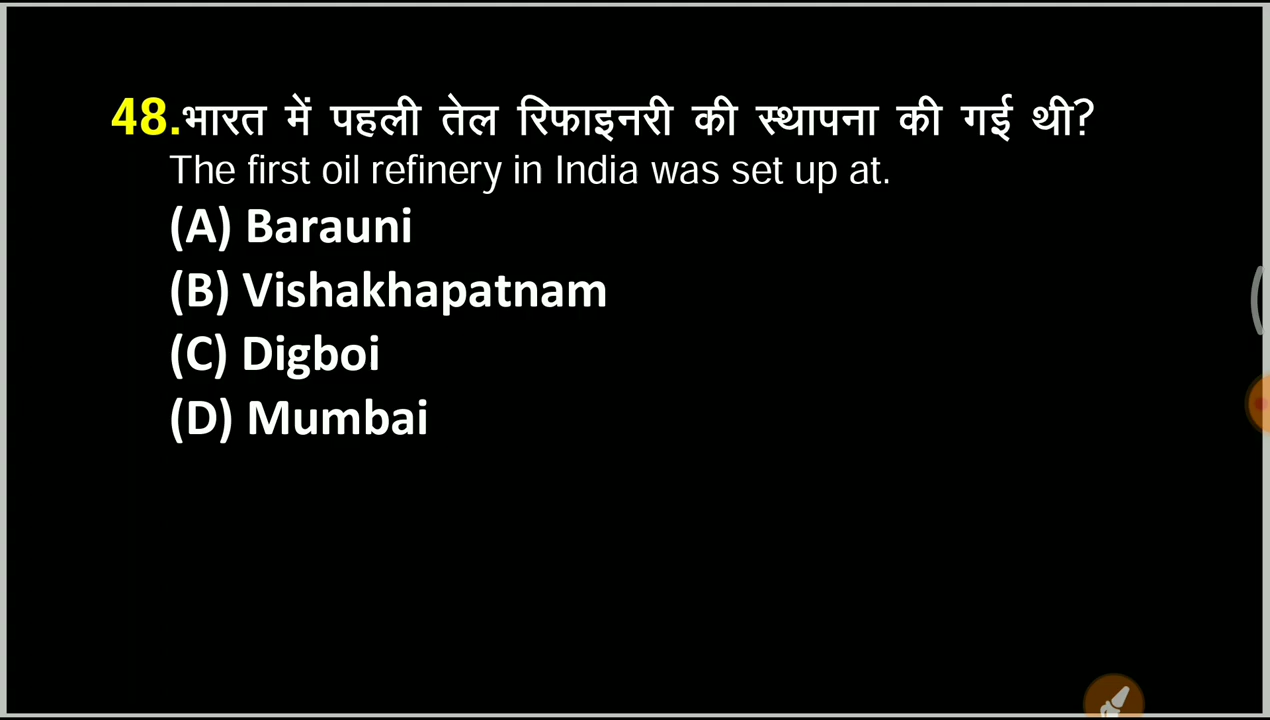 48.भारत में पहली तेल रिफाइनरी की स्थापना की गई थी?
The first oil refinery in India was set up at.
(A) Barauni
(B) Vishakhapatnam
(C) Digboi
(D) Mumbai